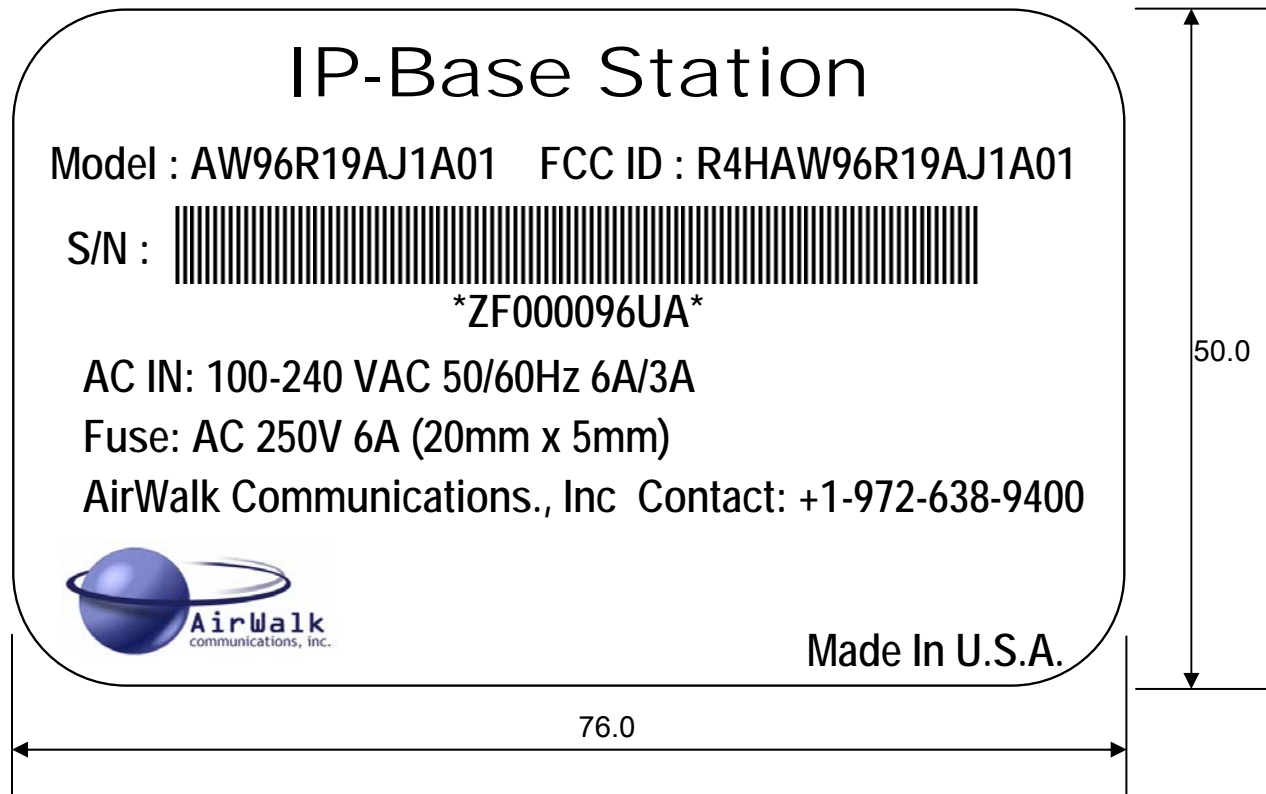 IP-Base Station
Model : AW96R19AJ1A01 FCC ID : R4HAW96R19AJ1A01
S/N :
*ZF000096UA*
AC IN: 100-240 VAC 50/60Hz 6A/3A
Fuse: AC 250V 6A (20mm x 5mm)
AirWalk Communications., Inc Contact: +1-972-638-9400
AirWalk
communications, inc.
Made In U.S.A.
50.0
76.0